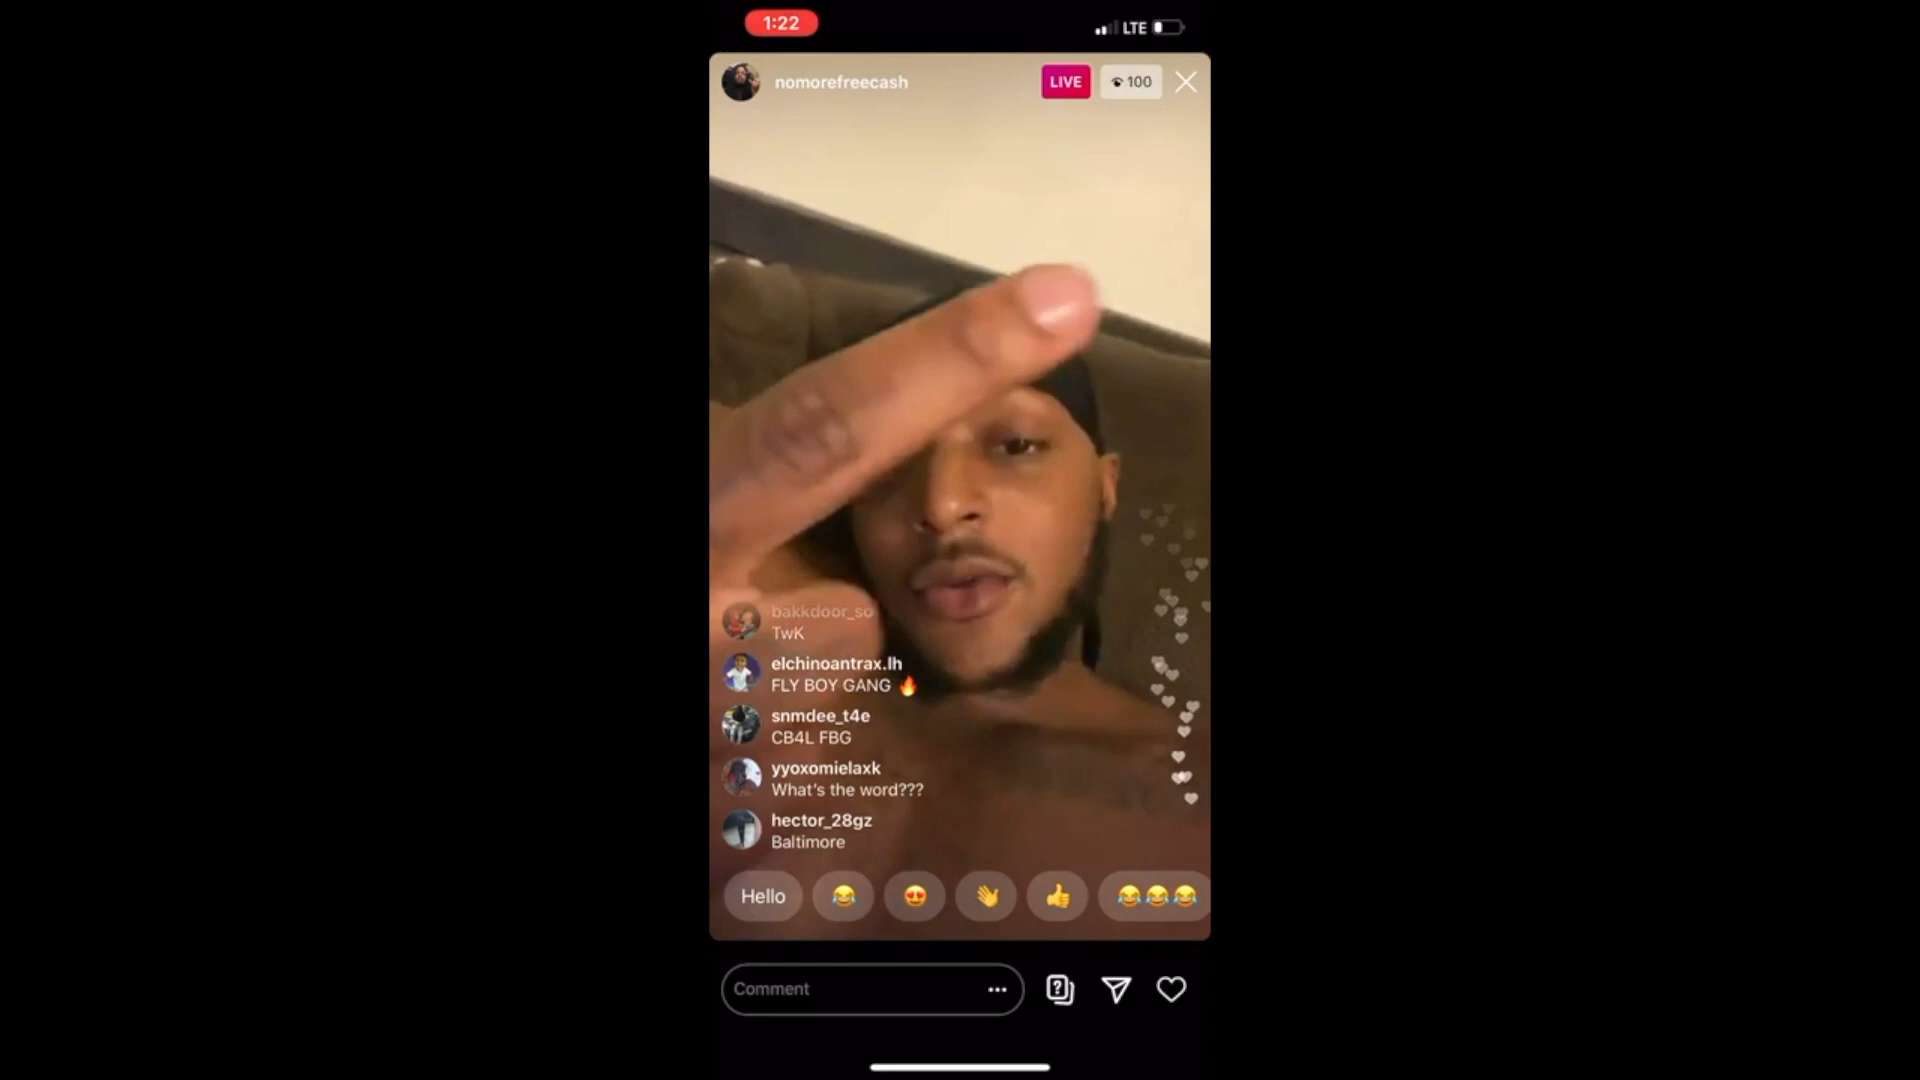 1:22
LTE
nomorefreecash
LIVE
100
bakkdoor_so
TwK
elchinoantrax.lh
FLY BOY GANG 🔥
snmdee_t4e
CB4L FBG
yyoxomielaxk
What's the word???
hector_28gz
Baltimore
Hello 😂 😍 👋 👍 😂😂😂
Comment